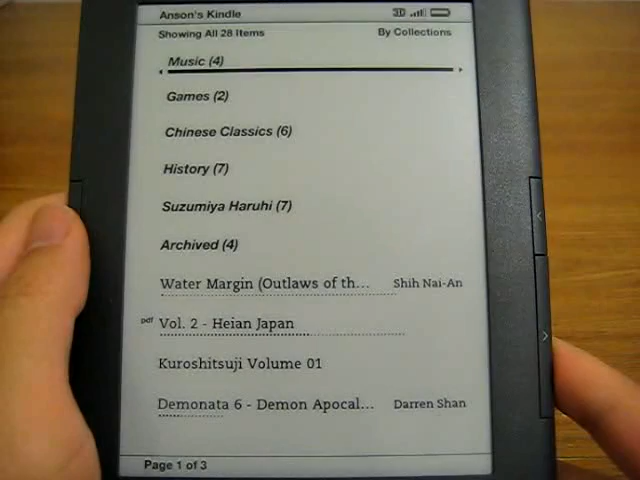 Anson's Kindle 3G
Showing All 28 Items By Collections
Music (4)
Games (2)
Chinese Classics (6)
History (7)
Suzumiya Haruhi (7)
Archived (4)
Water Margin (Outlaws of th... Shih Nai-An
pdf Vol. 2 - Heian Japan
Kuroshitsuji Volume 01
Demonata 6 - Demon Apocal... Darren Shan
Page 1 of 3